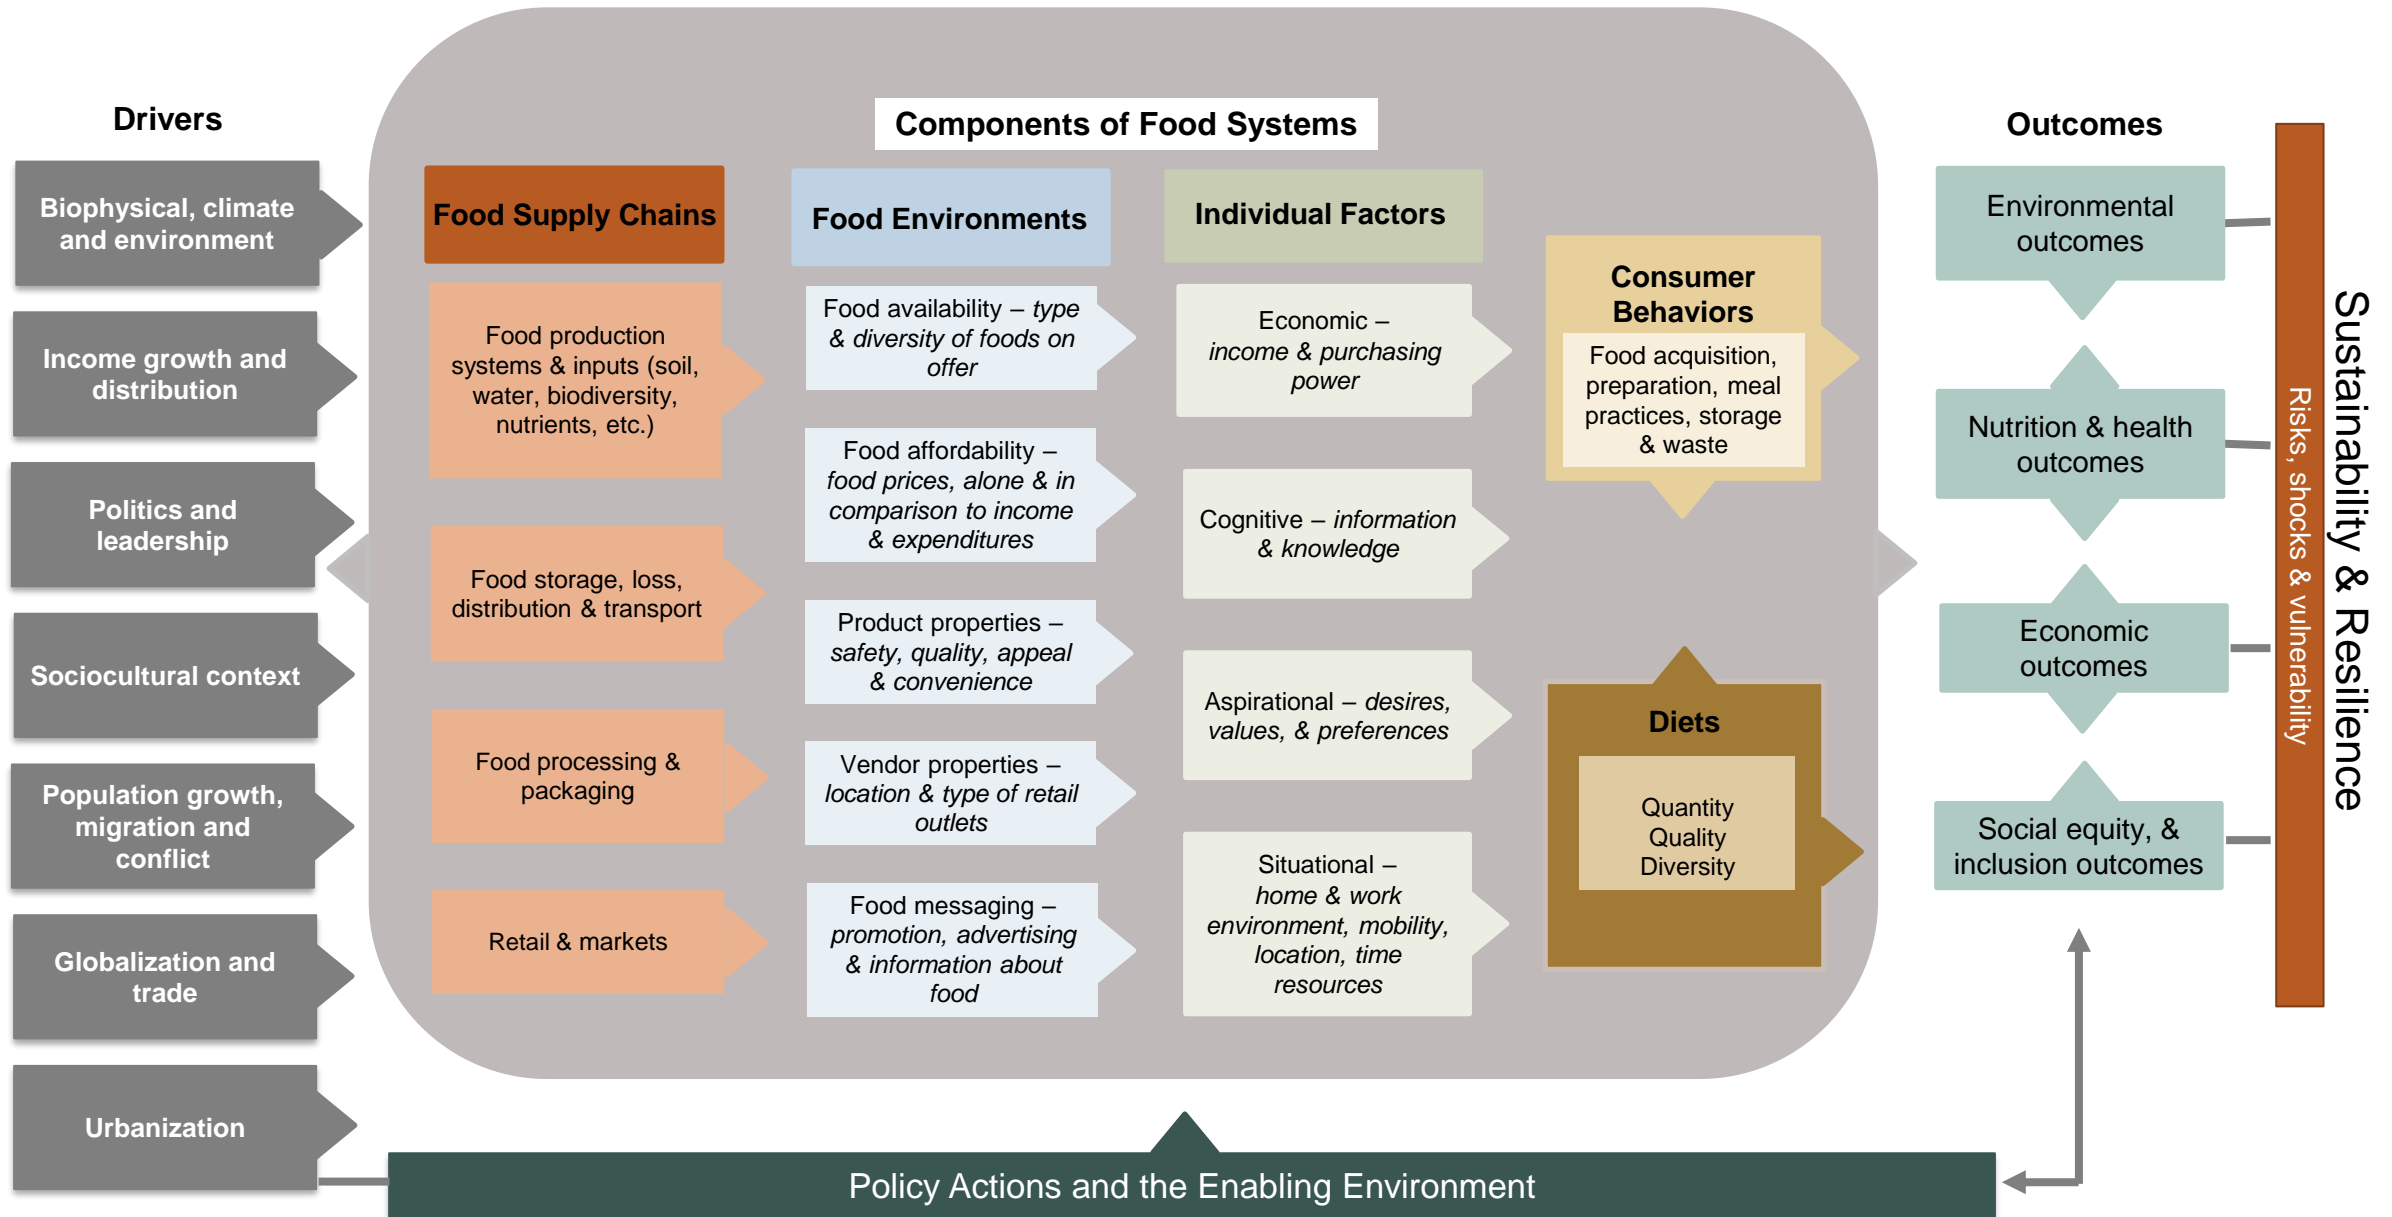 Drivers
Biophysical, climate
and environment
Income growth and
distribution
Politics and
leadership
Sociocultural context
Population growth,
migration and
conflict
Globalization and
trade
Urbanization
Components of Food Systems
Food Supply Chains
Food production
systems & inputs (soil,
water, biodiversity,
nutrients, etc.)
Food storage, loss,
distribution & transport
Food processing &
packaging
Retail & markets
Food Environments
Food availability – type
& diversity of foods on
offer
Food affordability –
food prices, alone & in
comparison to income
& expenditures
Product properties –
safety, quality, appeal
& convenience
Vendor properties –
location & type of retail
outlets
Food messaging –
promotion, advertising
& information about
food
Individual Factors
Economic –
income & purchasing
power
Cognitive – information
& knowledge
Aspirational – desires,
values, & preferences
Situational –
home & work
environment, mobility,
location, time
resources
Consumer
Behaviors
Food acquisition,
preparation, meal
practices, storage
& waste
Diets
Quantity
Quality
Diversity
Outcomes
Environmental
outcomes
Nutrition & health
outcomes
Economic
outcomes
Social equity, &
inclusion outcomes
Risks, shocks & vulnerability
Sustainability & Resilience
Policy Actions and the Enabling Environment